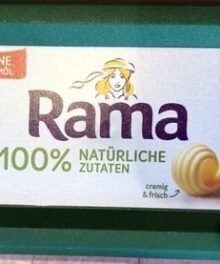 Rama
100% NATÜRLICHE
ZUTATEN
cremig
& frisch